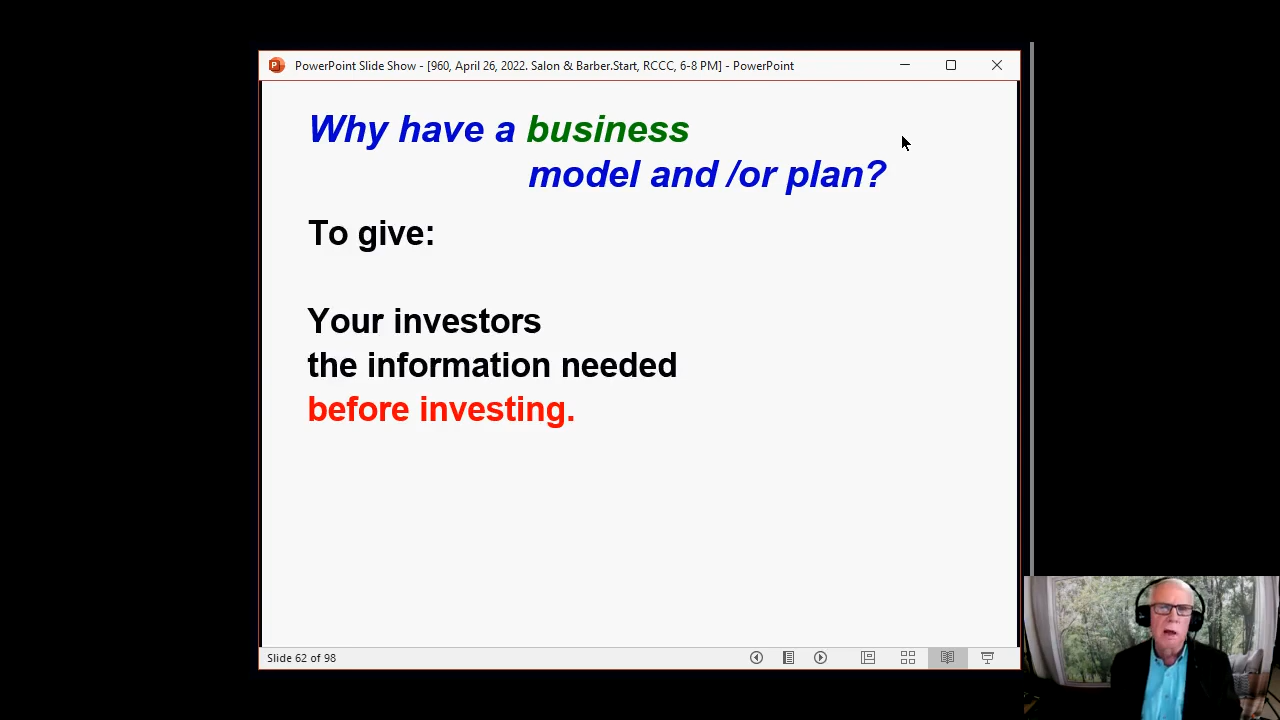 PowerPoint Slide Show - [960, April 26, 2022. Salon & Barber.Start, RCCC, 6-8 PM] - PowerPoint
Why have a business
model and /or plan?
To give:
Your investors
the information needed
before investing.
Slide 62 of 98